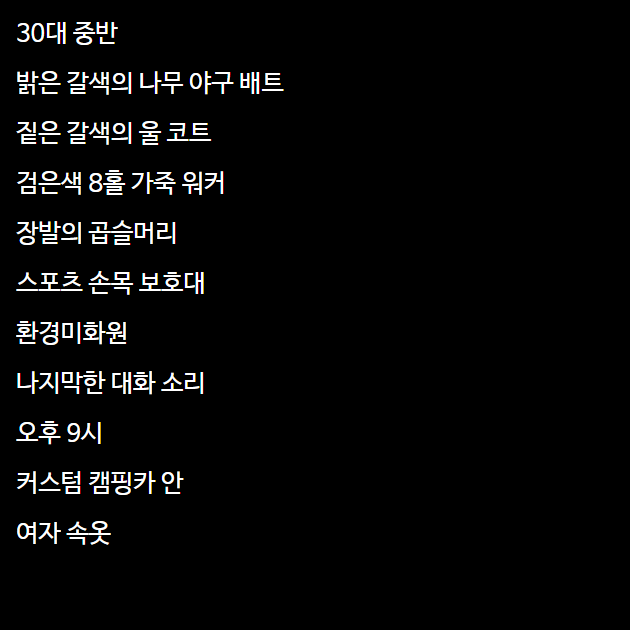 30대 중반
밝은 갈색의 나무 야구 배트
짙은 갈색의 울 코트
검은색 8홀 가죽 워커
장발의 곱슬머리
스포츠 손목 보호대
환경미화원
나지막한 대화 소리
오후 9시
커스텀 캠핑카 안
여자 속옷